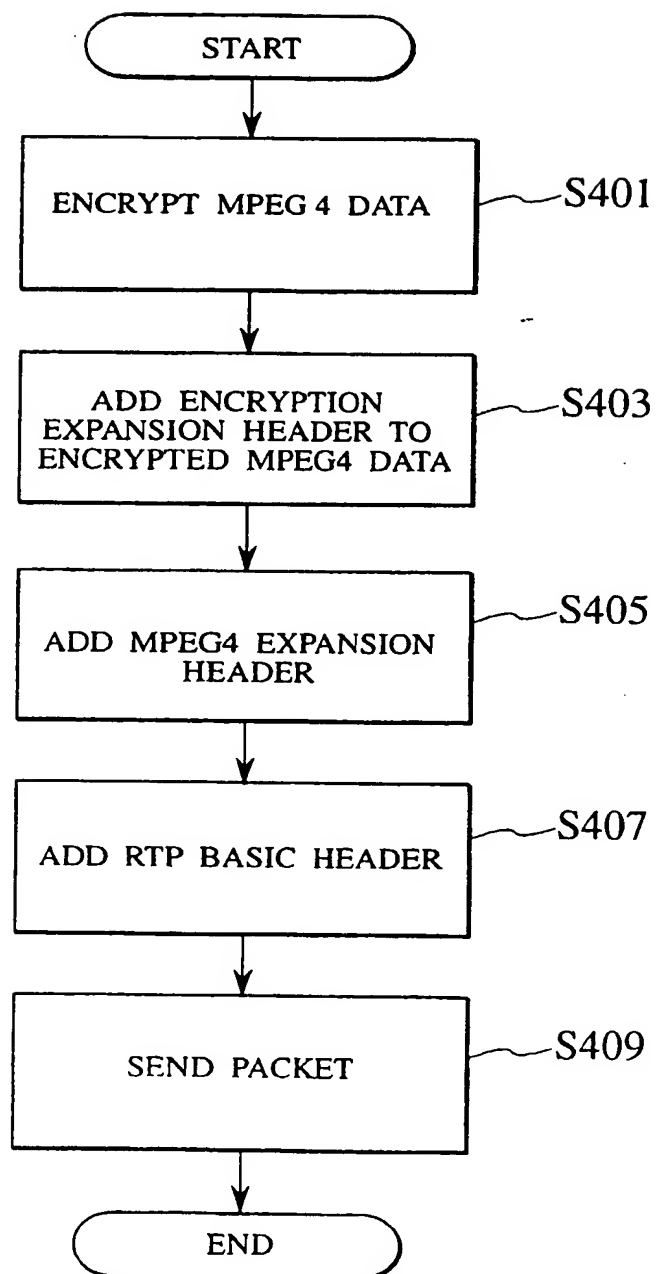 START
ENCRYPT MPEG 4 DATA
S401
ADD ENCRYPTION
EXPANSION HEADER TO
ENCRYPTED MPEG4 DATA
S403
ADD MPEG4 EXPANSION
HEADER
S405
ADD RTP BASIC HEADER
S407
SEND PACKET
S409
END